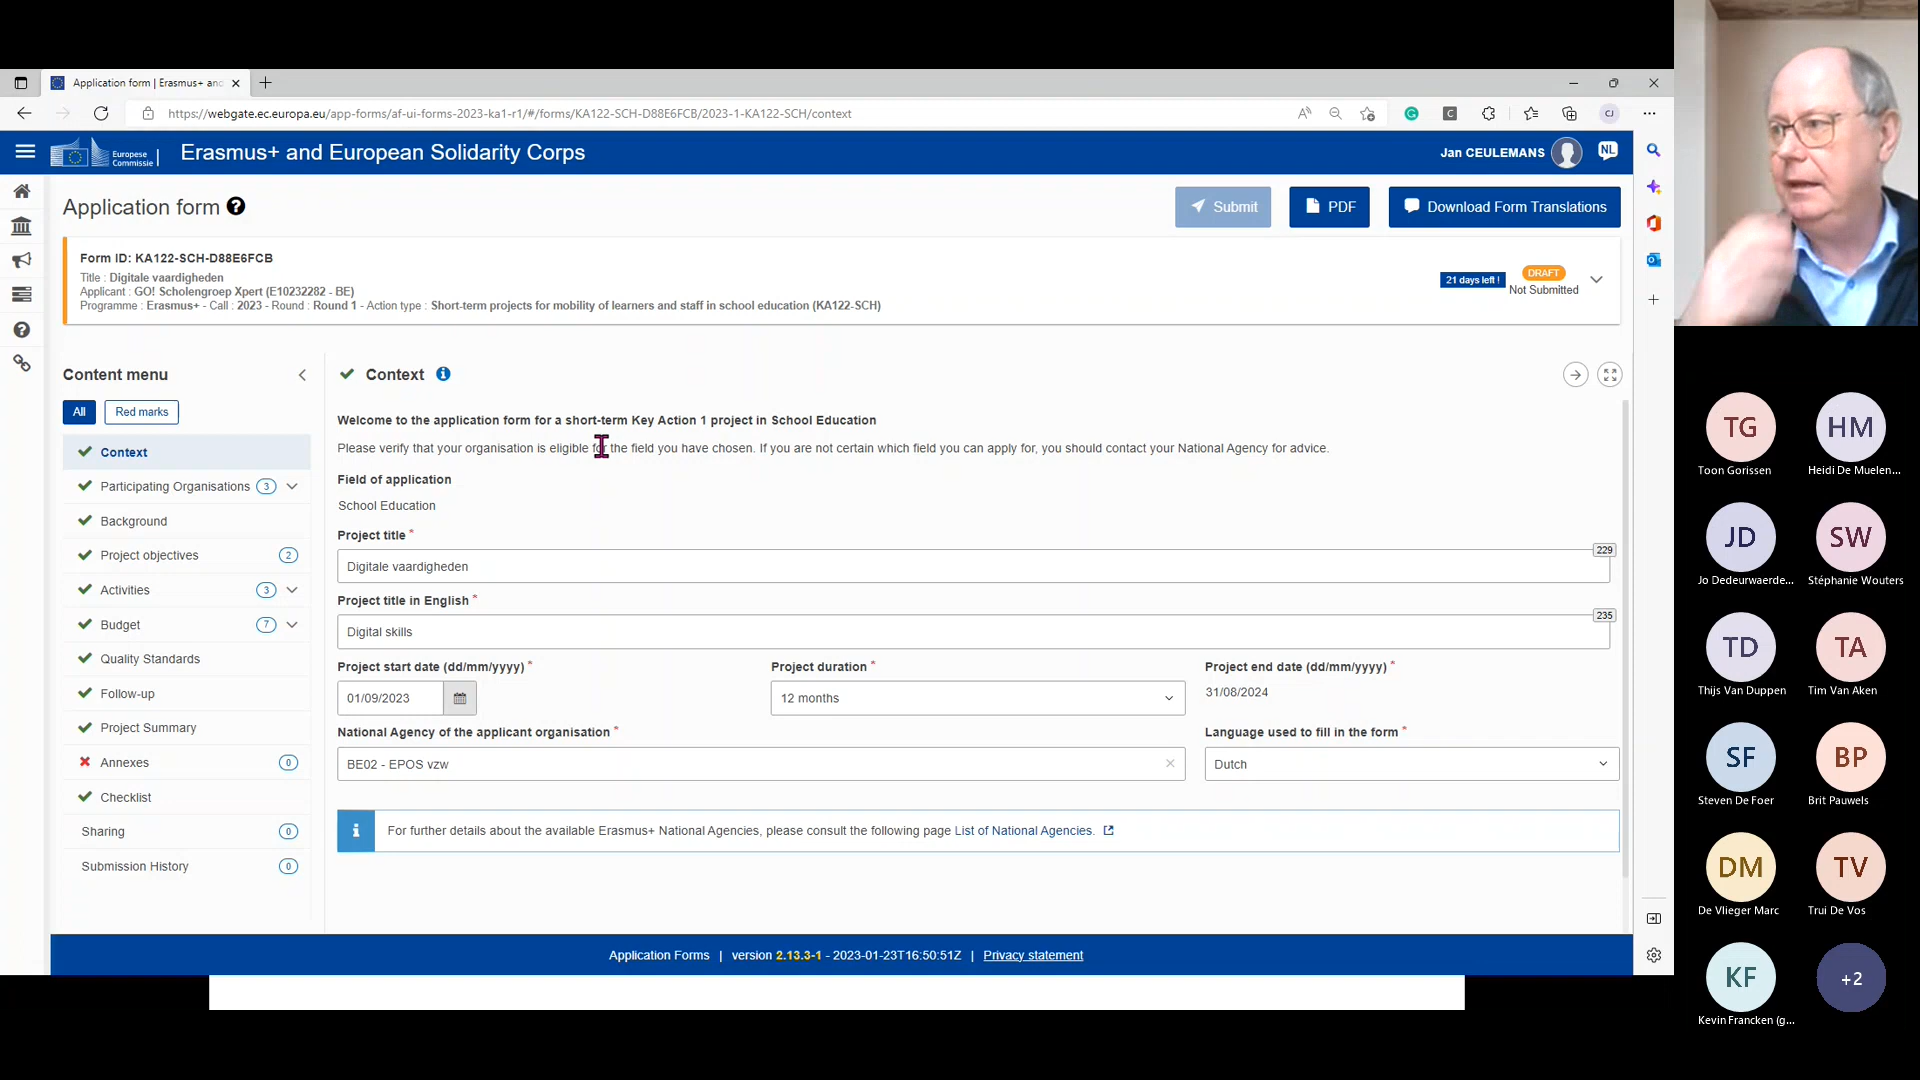 Application form | Erasmus+ and
https://webgate.ec.europa.eu/app-forms/af-ui-forms-2023-ka1-r1/#/forms/KA122-SCH-D88E6FCB/2023-1-KA122-SCH/context
CJ
Europese
Commissie
Erasmus+ and European Solidarity Corps
Jan CEULEMANS
NL
Application form
Submit
PDF
Download Form Translations
Form ID: KA122-SCH-D88E6FCB
Title : Digitale vaardigheden
Applicant : GO! Scholengroep Xpert (E10232282 - BE)
Programme : Erasmus+ - Call : 2023 - Round : Round 1 - Action type : Short-term projects for mobility of learners and staff in school education (KA122-SCH)
21 days left !
DRAFT
Not Submitted
Content menu
All
Red marks
Context
Participating Organisations 3
Background
Project objectives 2
Activities 3
Budget 7
Quality Standards
Follow-up
Project Summary
Annexes 0
Checklist
Sharing 0
Submission History 0
Context
Welcome to the application form for a short-term Key Action 1 project in School Education
Please verify that your organisation is eligible for the field you have chosen. If you are not certain which field you can apply for, you should contact your National Agency for advice.
Field of application
School Education
Project title *
229
Digitale vaardigheden
Project title in English *
235
Digital skills
Project start date (dd/mm/yyyy) *
Project duration *
Project end date (dd/mm/yyyy) *
01/09/2023
12 months
31/08/2024
National Agency of the applicant organisation *
Language used to fill in the form *
BE02 - EPOS vzw
Dutch
For further details about the available Erasmus+ National Agencies, please consult the following page List of National Agencies.
Application Forms | version 2.13.3-1 - 2023-01-23T16:50:51Z | Privacy statement
TG
Toon Gorissen
HM
Heidi De Muelen...
JD
Jo Dedeurwaerde...
SW
Stéphanie Wouters
TD
Thijs Van Duppen
TA
Tim Van Aken
SF
Steven De Foer
BP
Brit Pauwels
DM
De Vlieger Marc
TV
Trui De Vos
KF
Kevin Francken (g...
+2